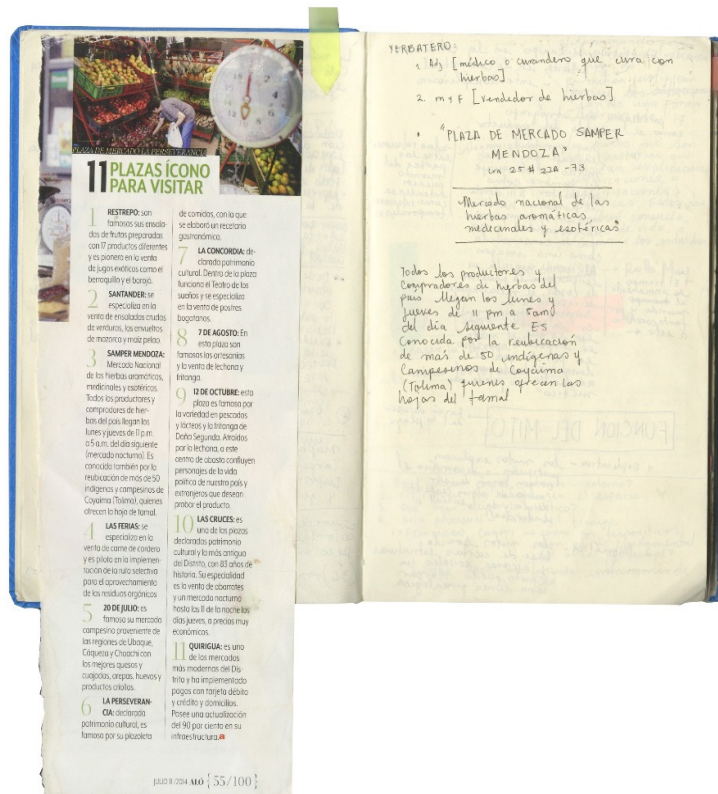 PLAZA DE MERCADO LA PERSEVERANCIA
11 PLAZAS ÍCONO
PARA VISITAR
1 RESTREPO: son
famosos sus ensala-
das de frutas preparadas
con 17 productos diferentes
y es pionero en la venta
de jugos exóticos como el
borraquillo y el borojó.
2 SANTANDER: se
especializa en la
venta de ensaladas crudas
de verduras, los envueltos
de mazorca y maíz pelao.
3 SAMPER MENDOZA:
Mercado Nacional
de las hierbas aromáticas,
medicinales y esotéricas.
Todos los productores y
compradores de hier-
bas del país llegan los
lunes y jueves de 11 p.m.
a 5 a.m. del día siguiente
(mercado nocturno). Es
conocida también por la
reubicación de más de 50
indígenas y campesinos de
Coyaima (Tolima), quienes
ofrecen la hoja de tamal.
4 LAS FERIAS: se
especializa en la
venta de carne de cordero
y es piloto en la implemen-
tación de la ruta selectiva
para el aprovechamiento
de los residuos orgánicos
5 20 DE JULIO: es
famoso su mercado
campesino proveniente de
las regiones de Ubaque,
Cáqueza y Choachí con
los mejores quesos y
cuajadas, arepas, huevos y
productos criollos.
6 LA PERSEVERAN-
CIA: declarada
patrimonio cultural, es
famosa por su plazoleta
de comidas, con la que
se elaboró un recetario
gastronómico.
7 LA CONCORDIA: de-
clarada patrimonio
cultural. Dentro de la plaza
funciona el Teatro de los
sueños y se especializa
en la venta de postres
bogotanos.
8 7 DE AGOSTO: En
esta plaza son
famosas las artesanías
y la venta de lechona y
fritanga.
9 12 DE OCTUBRE: esta
plaza es famosa por
la variedad en pescados
y lácteos y la fritanga de
Doña Segunda. Atraídos
por la lechona, a este
centro de abasto confluyen
personajes de la vida
política de nuestro país y
extranjeros que desean
probar el producto.
10 LAS CRUCES: es
una de las plazas
declaradas patrimonio
cultural y la más antigua
del Distrito, con 83 años de
historia. Su especialidad
es la venta de abarrotes
y un mercado nocturno
hasta las 11 de la noche los
días jueves, a precios muy
económicos.
11 QUIRIGUA: es uno
de los mercados
más modernos del Dis-
trito y ha implementado
pagos con tarjeta débito
y crédito y domicilios.
Posee una actualización
del 90 por ciento en su
infraestructura.
JULIO 11 /2014 ALÓ { 55/100 }
YERBATERO
1. Adj [médico o curandero que cura con
hierbas]
2. m y f [vendedor de hierbas]
• "PLAZA DE MERCADO SAMPER
MENDOZA"
cra 25 # 22A -73
Mercado nacional de las
hierbas aromáticas,
medicinales y esotéricas"
Todos los productores y
compradores de hierbas del
país llegan los lunes y
jueves de 11 pm a 5am
del día siguiente Es
conocida por la reubicación
de más de 50 indígenas y
campesinos de Coyaima
(Tolima) quienes ofrecen las
hojas del tamal
FUNCION DEL MITO